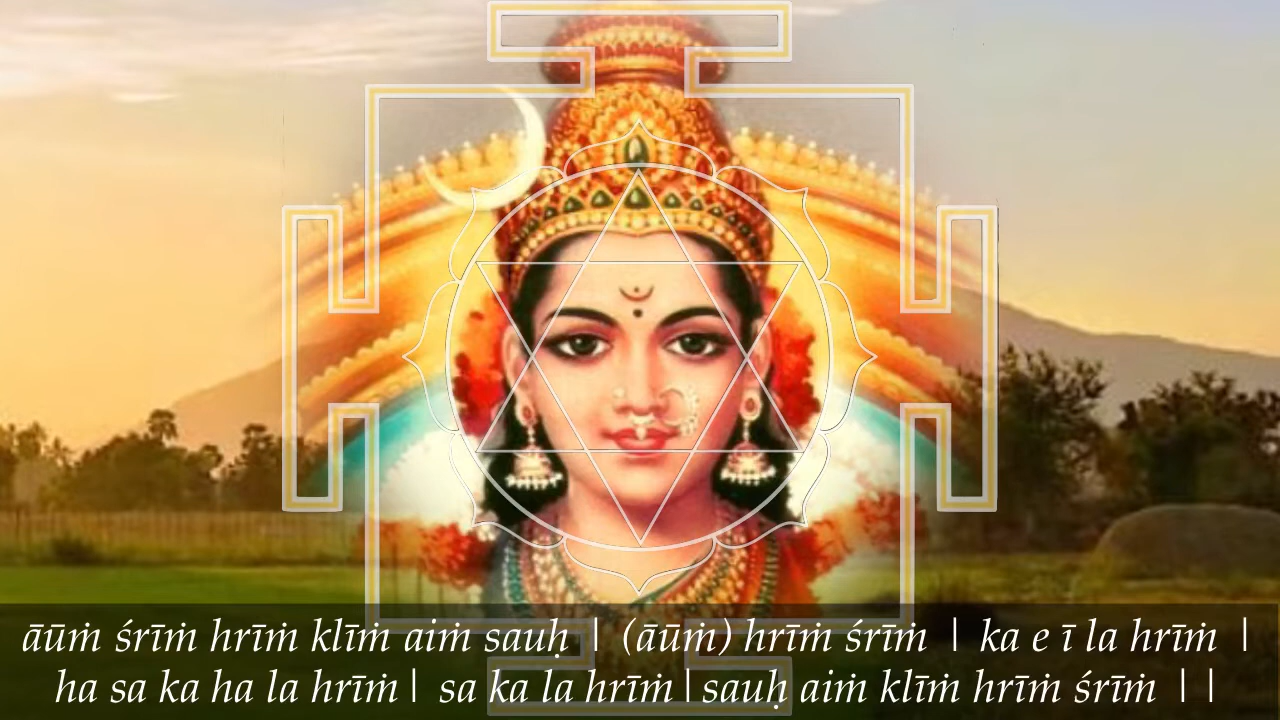 āūṁ śrīṁ hrīṁ klīṁ aiṁ sauḥ | (āūṁ) hrīṁ śrīṁ | ka e ī la hrīṁ |
ha sa ka ha la hrīṁ| sa ka la hrīṁ|sauḥ aiṁ klīṁ hrīṁ śrīṁ ||